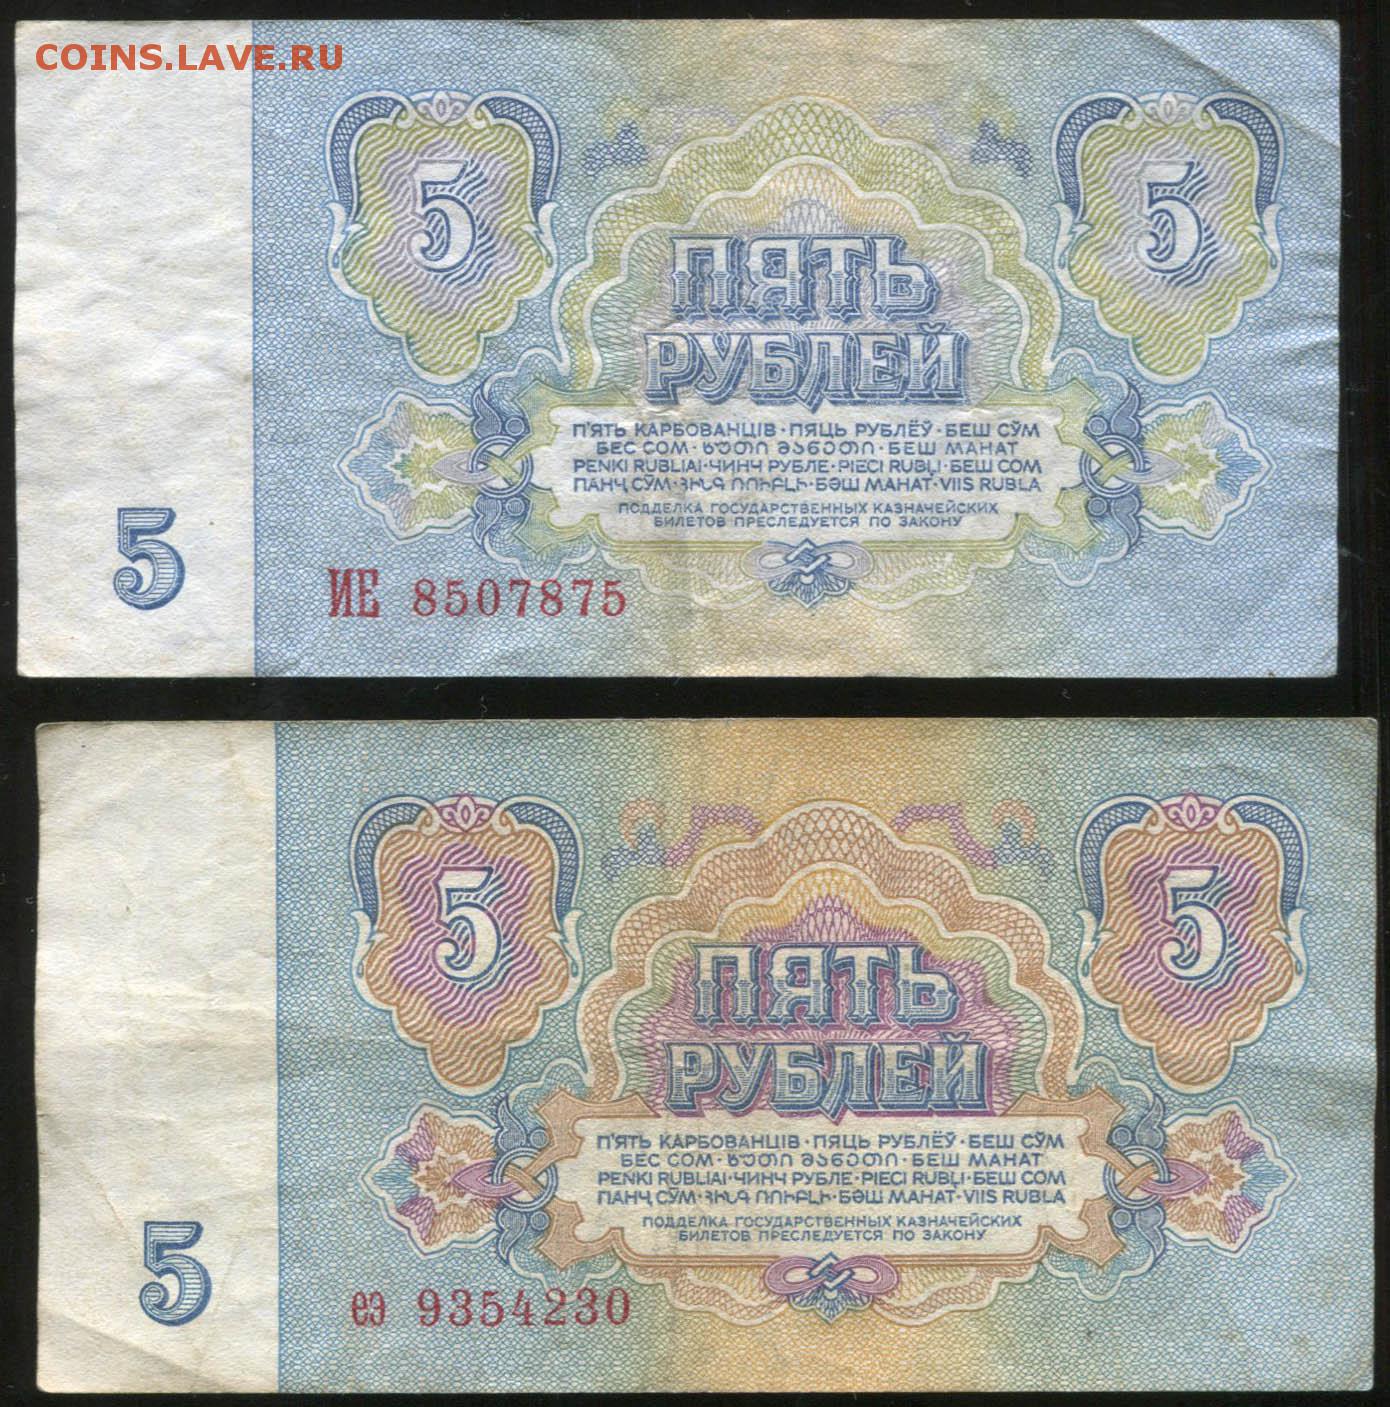 COINS.LAVE.RU
5
5
ПЯТЬ
РУБЛЕЙ
П'ЯТЬ КАРБОВАНЦІВ · ПЯЦЬ РУБЛЁЎ · БЕШ СЎМ
БЕС СОМ · ᲮᲣᲗᲘ ᲛᲐᲜᲔᲗᲘ · БЕШ МАНАТ
PENKI RUBLIAI · ЧИНЧ РУБЛЕ · PIECI RUBĻI · БЕШ СОМ
ПАНҶ СЎМ · ՀԻՆԳ ՌՈՒԲԼԻ · БӘШ МАНАТ · VIIS RUBLA
ПОДДЕЛКА ГОСУДАРСТВЕННЫХ КАЗНАЧЕЙСКИХ
БИЛЕТОВ ПРЕСЛЕДУЕТСЯ ПО ЗАКОНУ
5
ИЕ 8507875
5
5
ПЯТЬ
РУБЛЕЙ
П'ЯТЬ КАРБОВАНЦІВ · ПЯЦЬ РУБЛЁЎ · БЕШ СЎМ
БЕС СОМ · ᲮᲣᲗᲘ ᲛᲐᲜᲔᲗᲘ · БЕШ МАНАТ
PENKI RUBLIAI · ЧИНЧ РУБЛЕ · PIECI RUBĻI · БЕШ СОМ
ПАНҶ СЎМ · ՀԻՆԳ ՌՈՒԲԼԻ · БӘШ МАНАТ · VIIS RUBLA
ПОДДЕЛКА ГОСУДАРСТВЕННЫХ КАЗНАЧЕЙСКИХ
БИЛЕТОВ ПРЕСЛЕДУЕТСЯ ПО ЗАКОНУ
5
еэ 9354230